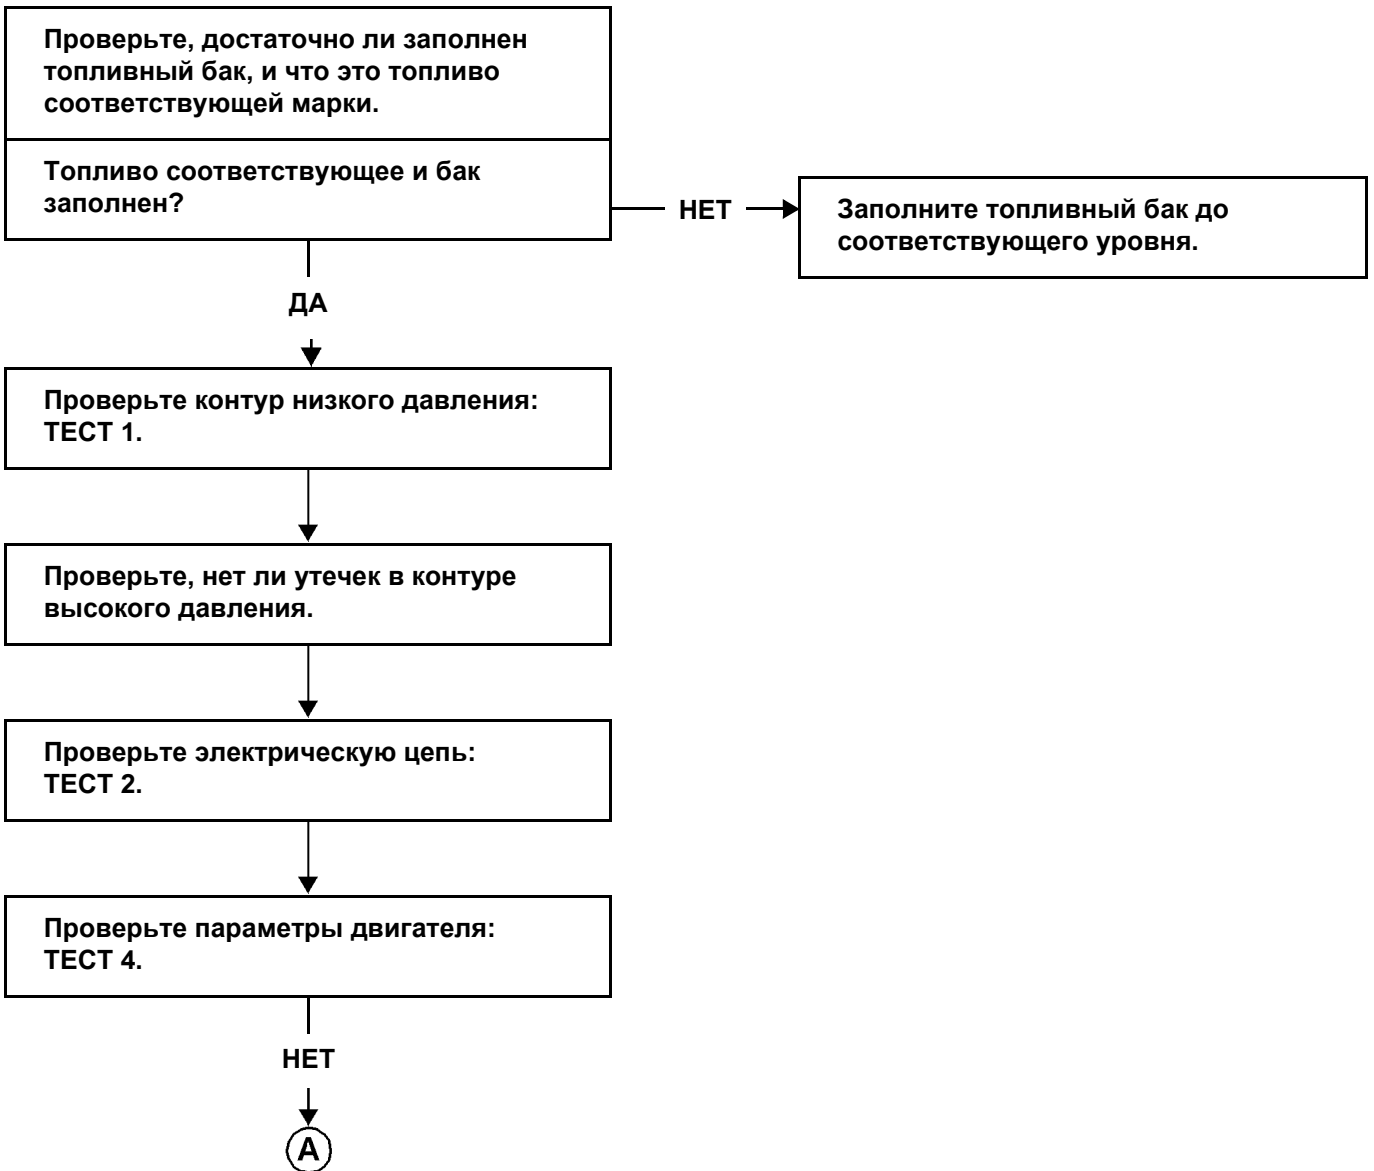 Проверьте, достаточно ли заполнен
топливный бак, и что это топливо
соответствующей марки.
Топливо соответствующее и бак
заполнен?
НЕТ
Заполните топливный бак до
соответствующего уровня.
ДА
Проверьте контур низкого давления:
ТЕСТ 1.
Проверьте, нет ли утечек в контуре
высокого давления.
Проверьте электрическую цепь:
ТЕСТ 2.
Проверьте параметры двигателя:
ТЕСТ 4.
НЕТ
А